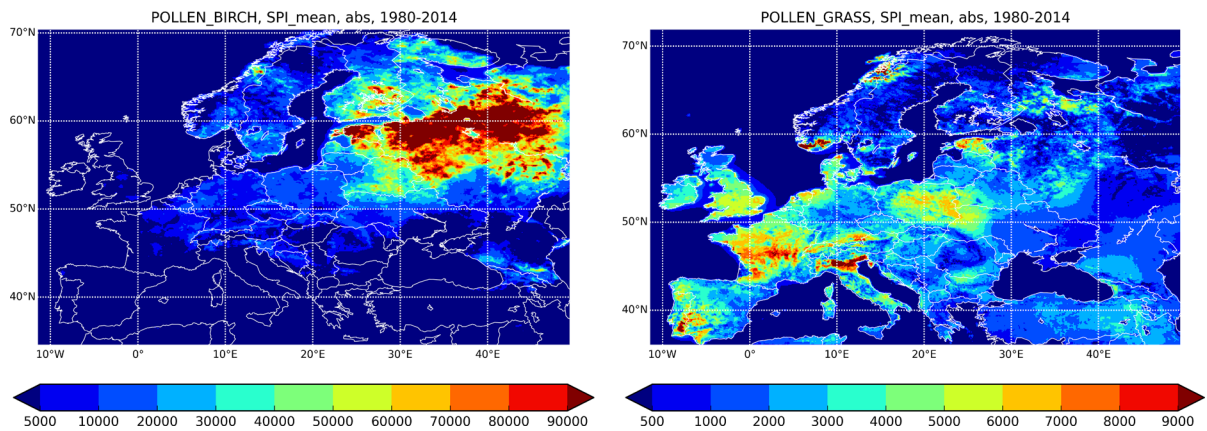 POLLEN_BIRCH, SPI_mean, abs, 1980-2014
70°N
60°N
50°N
40°N
10°W 0° 10°E 20°E 30°E 40°E
5000 10000 20000 30000 40000 50000 60000 70000 80000 90000
POLLEN_GRASS, SPI_mean, abs, 1980-2014
70°N
60°N
50°N
40°N
10°W 0° 10°E 20°E 30°E 40°E
500 1000 2000 3000 4000 5000 6000 7000 8000 9000